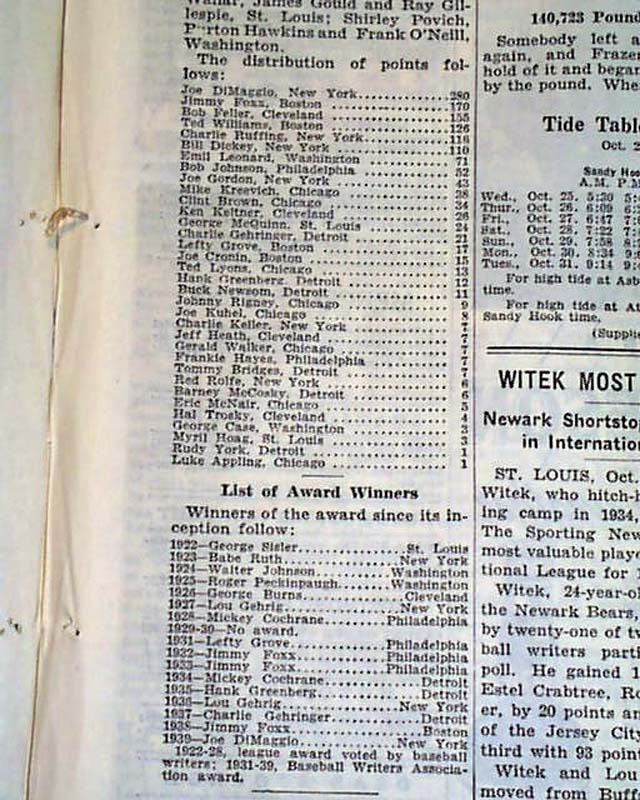 James Gould and Ray Gil-
lespie, St. Louis; Shirley Povich,
Hawkins and Frank O'Neill,
Washington.
The distribution of points fol-
lows:
Joe DiMaggio, New York....................280
Jimmy Foxx, Boston ....................170
Bob Feller, Cleveland ....................155
Ted Williams, Boston ....................126
Charlie Ruffing, New York....................116
Bill Dickey, New York ....................110
Emil Leonard, Washington ....................71
Bob Johnson, Philadelphia ....................52
Joe Gordon, New York ....................43
Mike Kreevich, Chicago ....................38
Clint Brown, Chicago ....................34
Ken Keltner, Cleveland ....................26
George McQuinn, St. Louis ....................24
Charlie Gehringer, Detroit ....................21
Lefty Grove, Boston ....................17
Joe Cronin, Boston ....................15
Ted Lyons, Chicago ....................13
Hank Greenberg, Detroit ....................12
Buck Newsom, Detroit ....................11
Johnny Rigney, Chicago ....................9
Joe Kuhel, Chicago ....................8
Charlie Keller, New York ....................7
Jeff Heath, Cleveland ....................7
Gerald Walker, Chicago ....................7
Frankie Hayes, Philadelphia ....................7
Tommy Bridges, Detroit ....................7
Red Rolfe, New York ....................6
Barney McCosky, Detroit ....................6
Eric McNair, Chicago ....................5
Hal Trosky, Cleveland ....................4
George Case, Washington ....................3
Myril Hoag, St. Louis ....................3
Rudy York, Detroit ....................1
Luke Appling, Chicago ....................1
List of Award Winners
Winners of the award since its in-
ception follow:
1922—George Sisler....................St. Louis
1923—Babe Ruth....................New York
1924—Walter Johnson....................Washington
1925—Roger Peckinpaugh....................Washington
1926—George Burns....................Cleveland
1927—Lou Gehrig....................New York
1928—Mickey Cochrane....................Philadelphia
1929-30—No award.
1931—Lefty Grove....................Philadelphia
1932—Jimmy Foxx....................Philadelphia
1933—Jimmy Foxx....................Philadelphia
1934—Mickey Cochrane....................Detroit
1935—Hank Greenberg....................Detroit
1936—Lou Gehrig....................New York
1937—Charlie Gehringer....................Detroit
1938—Jimmy Foxx....................Boston
1939—Joe DiMaggio....................New York
1922-28, league award voted by baseball
writers; 1931-39, Baseball Writers Associa-
tion award.
140,723 Poun
Somebody left a
again, and Frazer
hold of it and began
by the pound. Whe
Tide Table
Oct. 2
Sandy Hoo
A.M. P.M
Wed., Oct. 25. 5:30 5
Thur., Oct. 26. 6:09 6:
Fri., Oct. 27. 6:47 7:
Sat., Oct. 28. 7:22 7:
Sun., Oct. 29. 7:58 8:
Mon., Oct. 30. 8:34 9:
Tues., Oct. 31. 9:14 9:
For high tide at Asb
time.
For high tide at At
Sandy Hook time.
(Supplie
WITEK MOST
Newark Shortstop
in Internation
ST. LOUIS, Oct.
Witek, who hitch-h
ing camp in 1934,
The Sporting New
most valuable playe
tional League for 1
Witek, 24-year-ol
the Newark Bears,
by twenty-one of tw
ball writers parti
poll. He gained 1
Estel Crabtree, Ro
er, by 20 points an
of the Jersey City
third with 93 point
Witek and Lou
moved from Buff